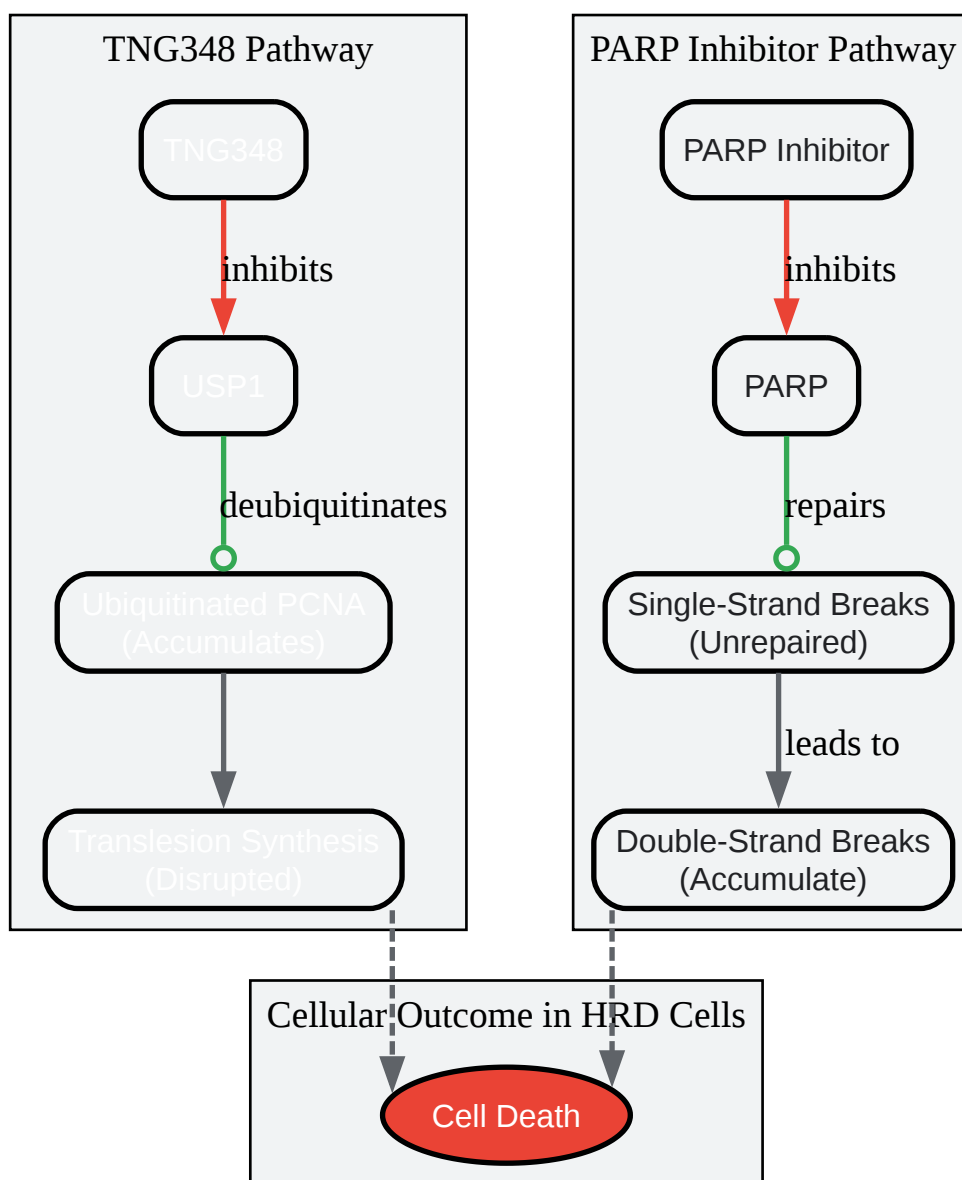 TNG348 Pathway
TNG348
inhibits
USP1
deubiquitinates
Ubiquitinated PCNA
(Accumulates)
Translesion Synthesis
(Disrupted)
PARP Inhibitor Pathway
PARP Inhibitor
inhibits
PARP
repairs
Single-Strand Breaks
(Unrepaired)
leads to
Double-Strand Breaks
(Accumulate)
Cellular Outcome in HRD Cells
Cell Death